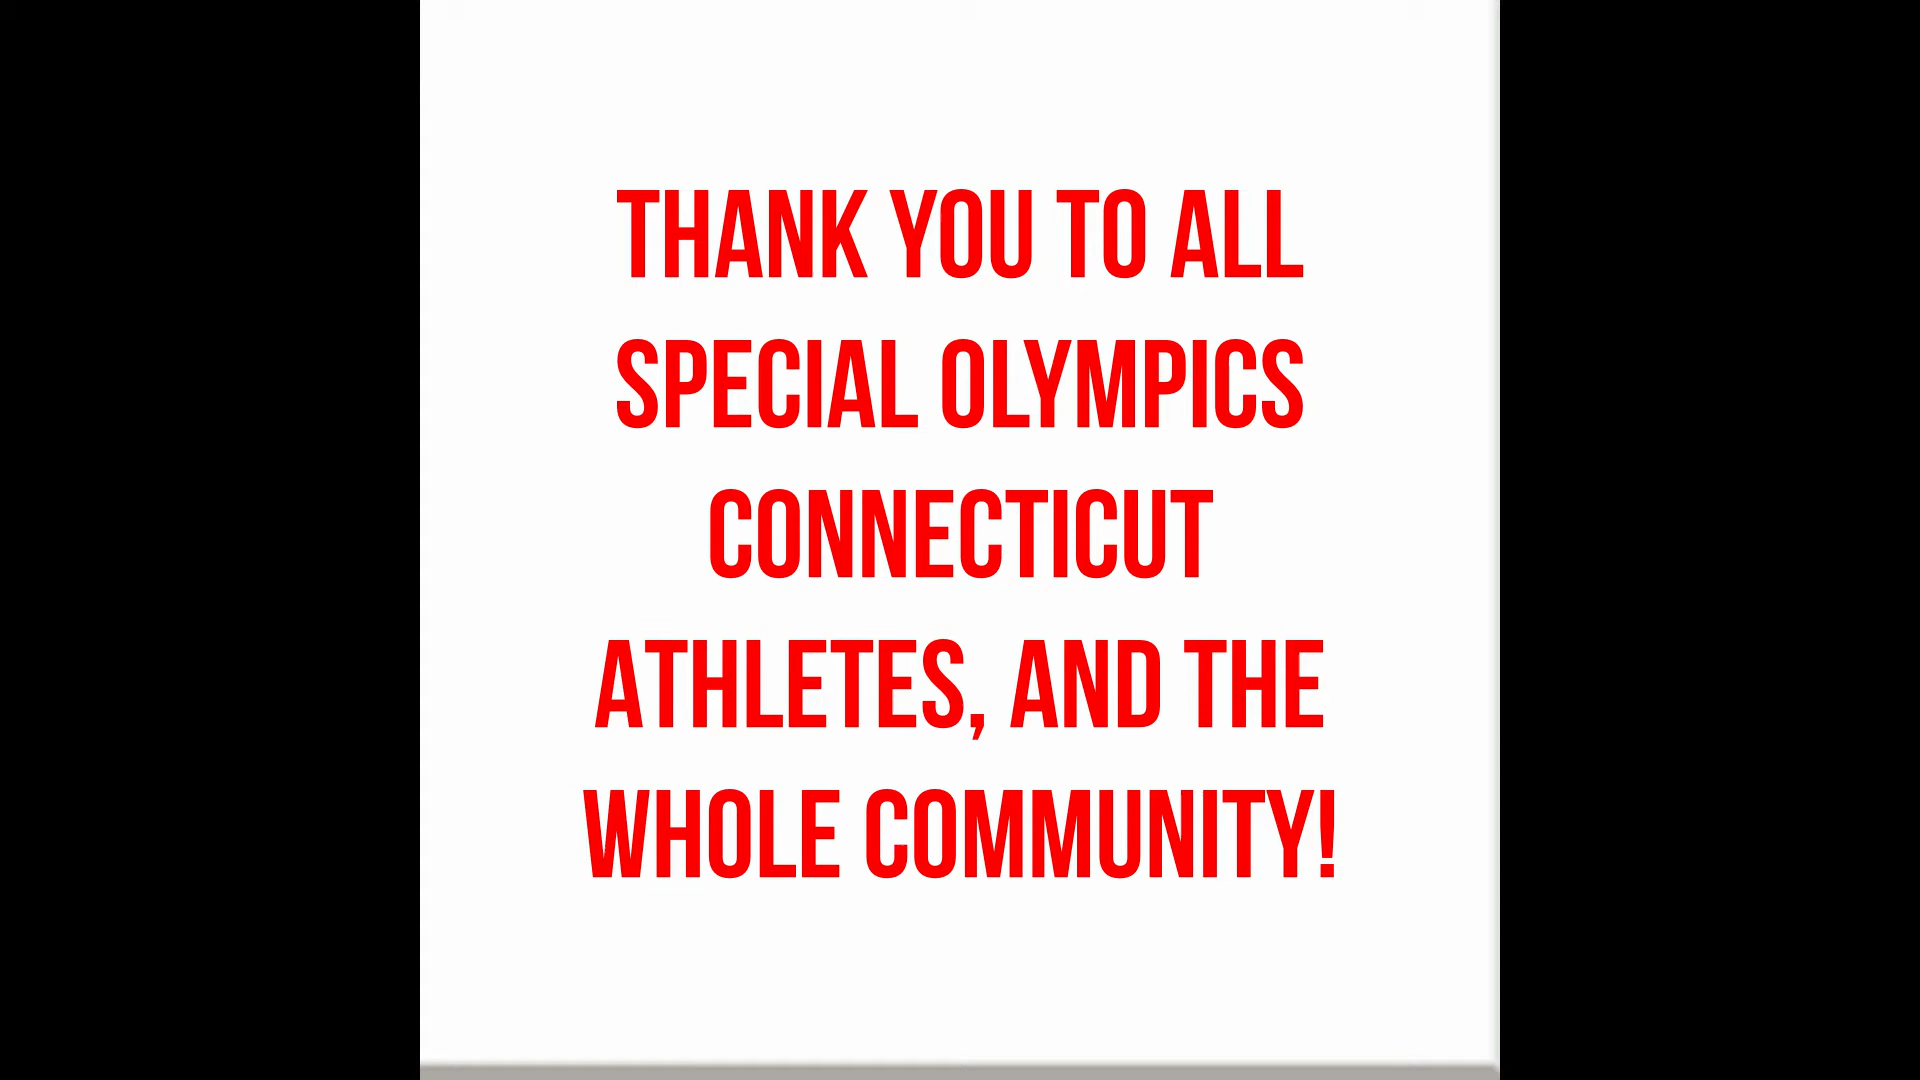 THANK YOU TO ALL
SPECIAL OLYMPICS
CONNECTICUT
ATHLETES, AND THE
WHOLE COMMUNITY!